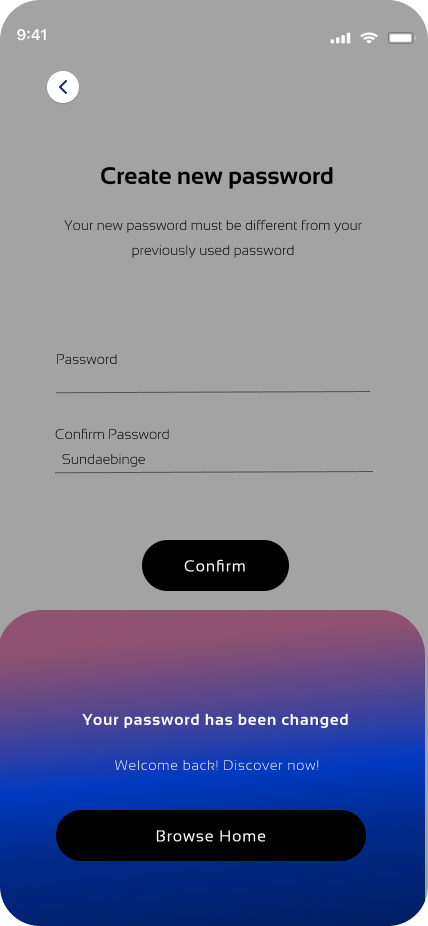 9:41
Create new password
Your new password must be different from your
previously used password
Password
Confirm Password
Sundaebinge
Confirm
Your password has been changed
Welcome back! Discover now!
Browse Home